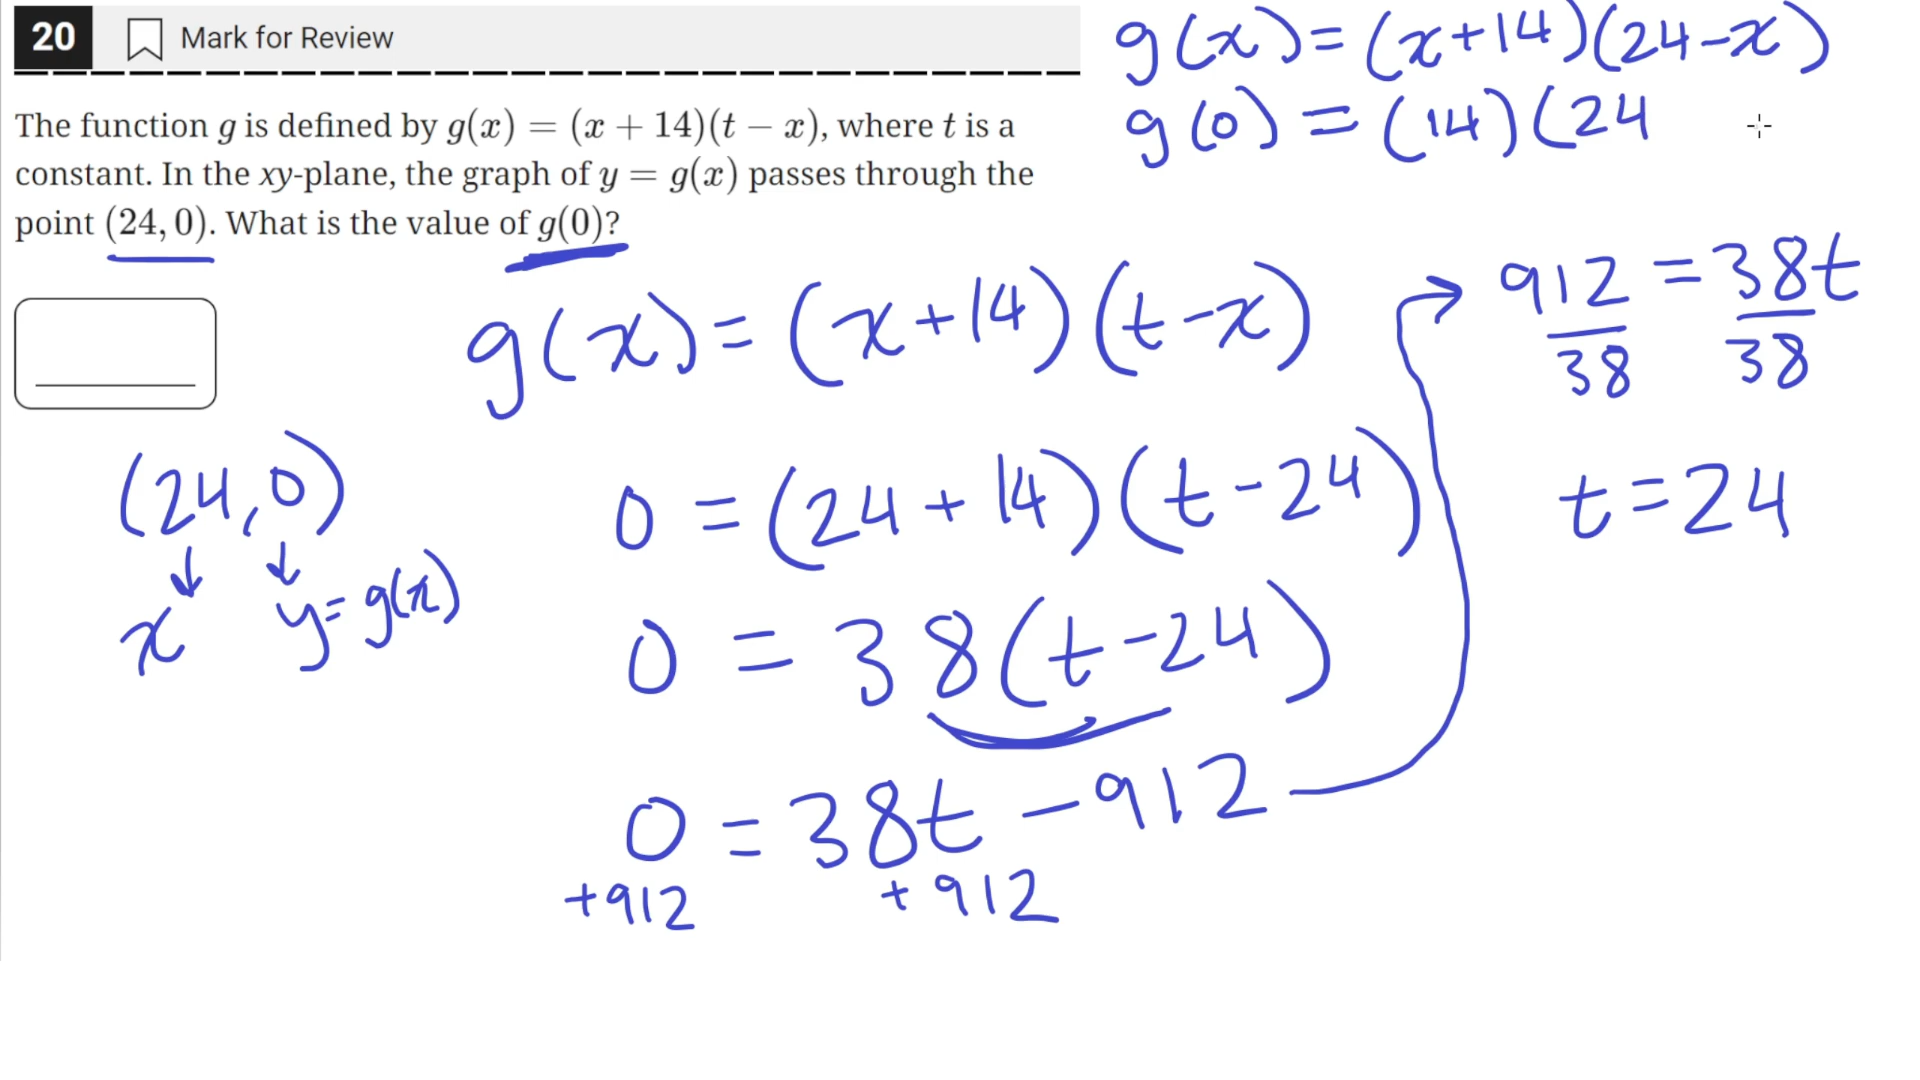 20 Mark for Review
The function g is defined by g(x) = (x + 14)(t − x), where t is a
constant. In the xy-plane, the graph of y = g(x) passes through the
point (24, 0). What is the value of g(0)?
g(x) = (x+14)(24-x)
g(0) = (14)(24
g(x) = (x+14)(t-x)
0 = (24+14)(t-24)
0 = 38(t-24)
0 = 38t - 912
+912 +912
(24,0)
x y=g(x)
912 = 38t
38 38
t=24